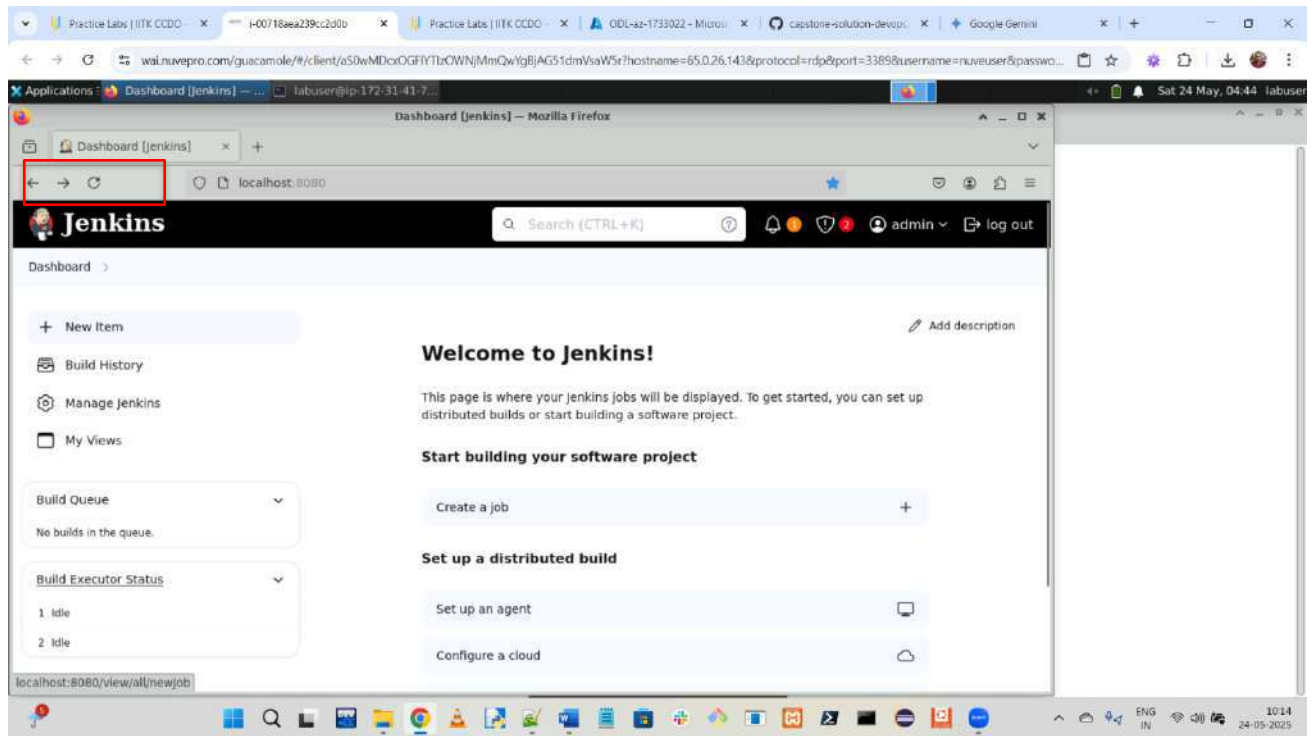 Practice Labs | IITK CCDO -
i-00718aea239cc2d0b
Practice Labs | IITK CCDO -
ODL-az-1733022 - Micros
capstone-solution-devop
Google Gemini
wai.nuvepro.com/guacamole/#/client/
?hostname=65.0.26.143&protocol=rdp&port=3389&username=nuveuser&passwo...
Applications
Dashboard [Jenkins] — ...
labuser@ip-172-31-41-7...
Sat 24 May, 04:44 labuser
Dashboard [Jenkins] — Mozilla Firefox
Dashboard [Jenkins]
localhost:8080
Jenkins
Search (CTRL+K)
1
2
admin
log out
Dashboard
New Item
Add description
Build History
Manage Jenkins
My Views
Welcome to Jenkins!
This page is where your Jenkins jobs will be displayed. To get started, you can set up
distributed builds or start building a software project.
Start building your software project
Build Queue
No builds in the queue.
Create a job
Set up a distributed build
Build Executor Status
1 Idle
2 Idle
Set up an agent
Configure a cloud
localhost:8080/view/all/newJob
ENG
IN
10:14
24-05-2025